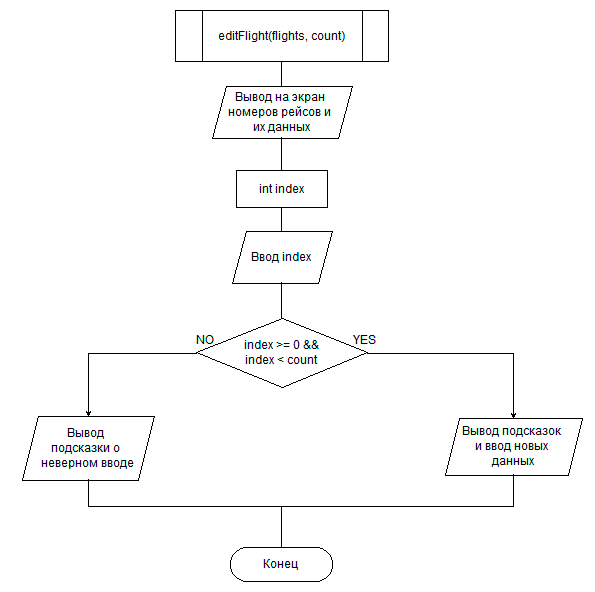 editFlight(flights, count)
Вывод на экран
номеров рейсов и
их данных
int index
Ввод index
NO
index >= 0 &&
index < count
YES
Вывод
подсказки о
неверном вводе
Вывод подсказок
и ввод новых
данных
Конец